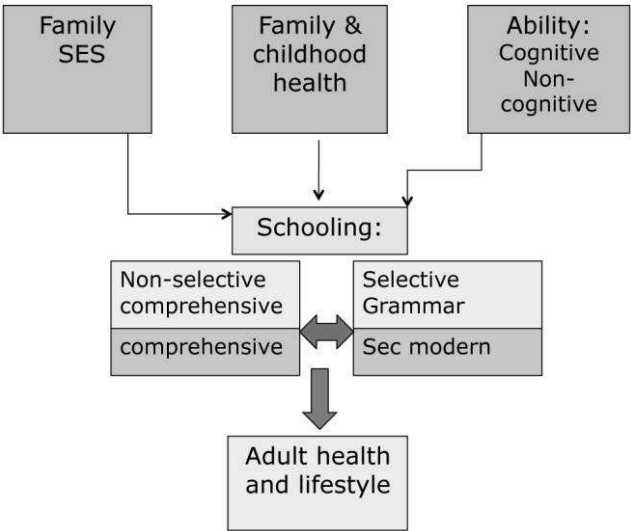 Family
SES
Family &
childhood
health
Ability:
Cognitive
Non-
cognitive
Schooling:
Non-selective
comprehensive
comprehensive
Selective
Grammar
Sec modern
Adult health
and lifestyle